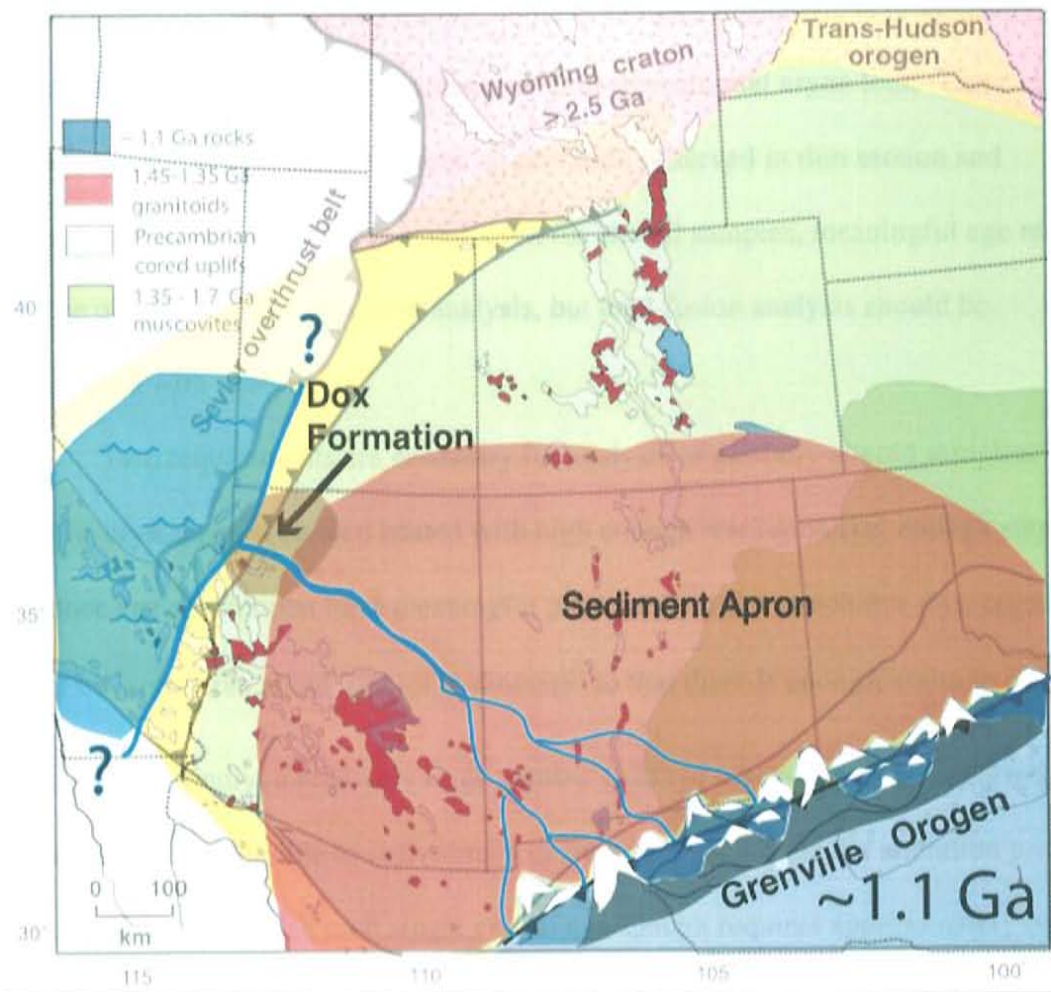 Trans-Hudson
orogen
Wyoming craton
> 2.5 Ga
~ 1.1 Ga rocks
1.45-1.35 Ga
granitoids
Precambrian
cored uplifs
1.35 - 1.7 Ga
muscovites
Sevior overthrust belt
40
?
Dox
Formation
Sediment Apron
35
?
Grenville Orogen
~1.1 Ga
0 100
km
30
115
110
105
100